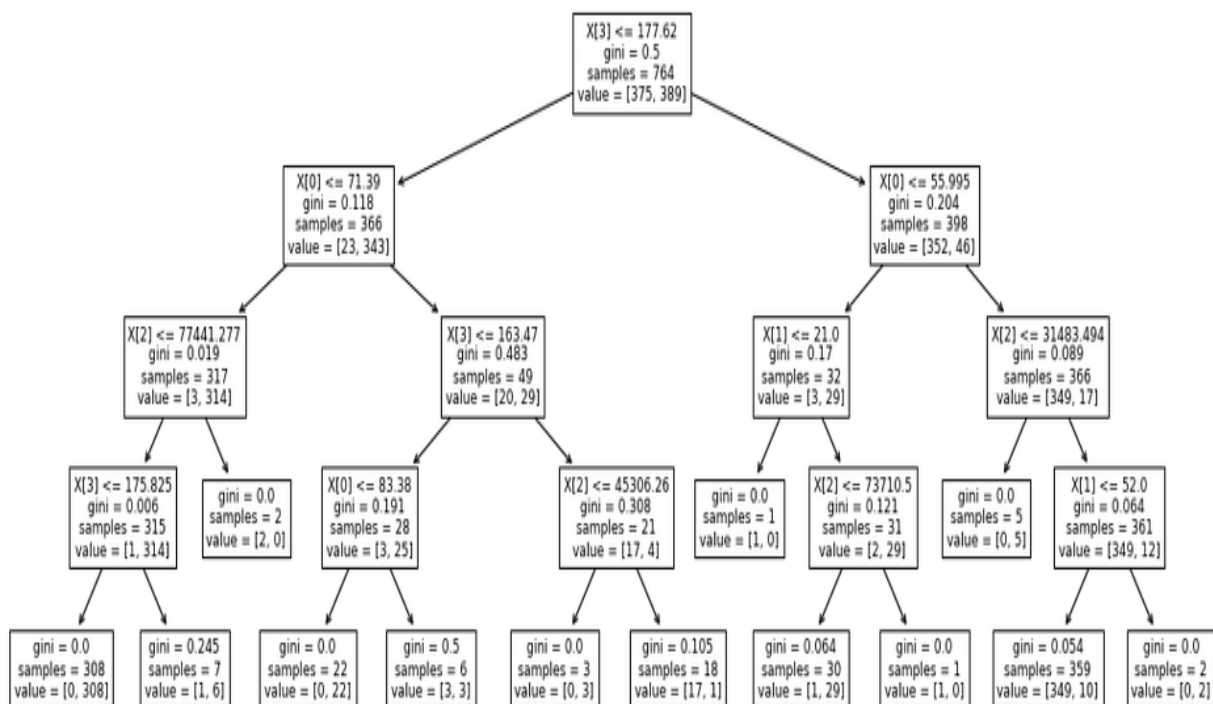 X[3] <= 177.62
gini = 0.5
samples = 764
value = [375, 389]
X[0] <= 71.39
gini = 0.118
samples = 366
value = [23, 343]
X[0] <= 55.995
gini = 0.204
samples = 398
value = [352, 46]
X[2] <= 77441.277
gini = 0.019
samples = 317
value = [3, 314]
X[3] <= 163.47
gini = 0.483
samples = 49
value = [20, 29]
X[1] <= 21.0
gini = 0.17
samples = 32
value = [3, 29]
X[2] <= 31483.494
gini = 0.089
samples = 366
value = [349, 17]
X[3] <= 175.825
gini = 0.006
samples = 315
value = [1, 314]
gini = 0.0
samples = 2
value = [2, 0]
X[0] <= 83.38
gini = 0.191
samples = 28
value = [3, 25]
X[2] <= 45306.26
gini = 0.308
samples = 21
value = [17, 4]
gini = 0.0
samples = 1
value = [1, 0]
X[2] <= 73710.5
gini = 0.121
samples = 31
value = [2, 29]
gini = 0.0
samples = 5
value = [0, 5]
X[1] <= 52.0
gini = 0.064
samples = 361
value = [349, 12]
gini = 0.0
samples = 308
value = [0, 308]
gini = 0.245
samples = 7
value = [1, 6]
gini = 0.0
samples = 22
value = [0, 22]
gini = 0.5
samples = 6
value = [3, 3]
gini = 0.0
samples = 3
value = [0, 3]
gini = 0.105
samples = 18
value = [17, 1]
gini = 0.064
samples = 30
value = [1, 29]
gini = 0.0
samples = 1
value = [1, 0]
gini = 0.054
samples = 359
value = [349, 10]
gini = 0.0
samples = 2
value = [0, 2]